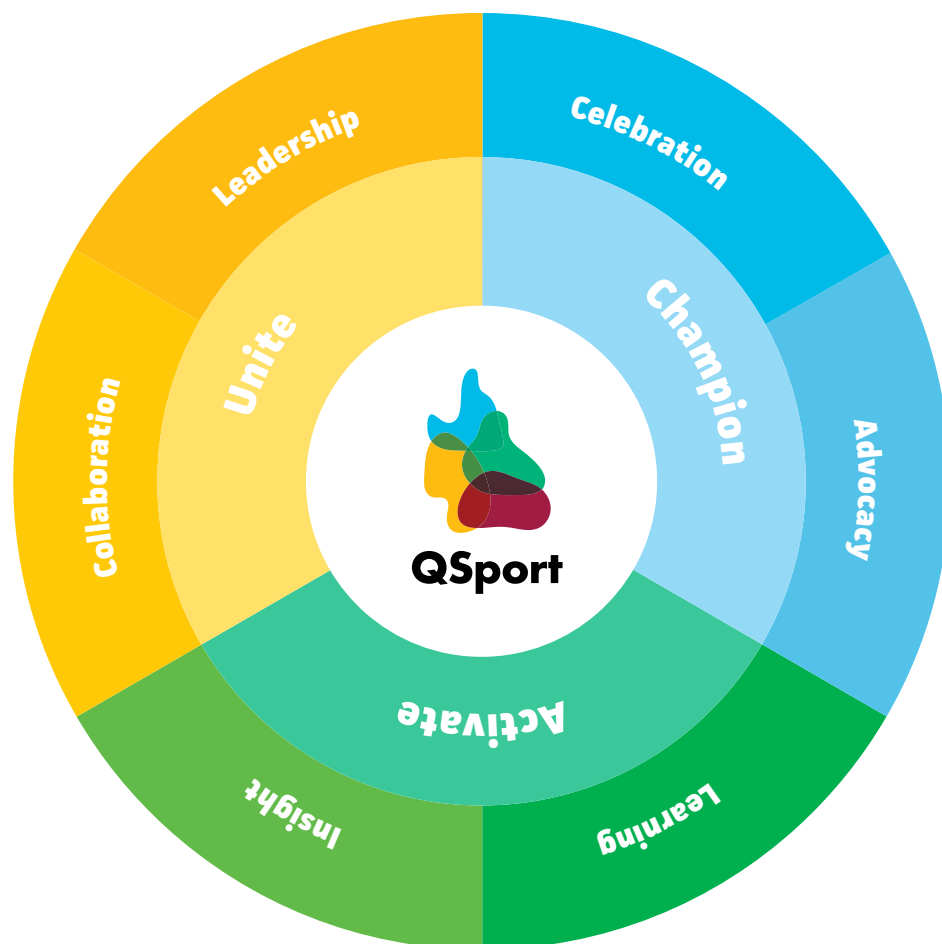 Celebration
Leadership
Champion
Unite
Advocacy
Collaboration
QSport
Activate
Learning
Insight